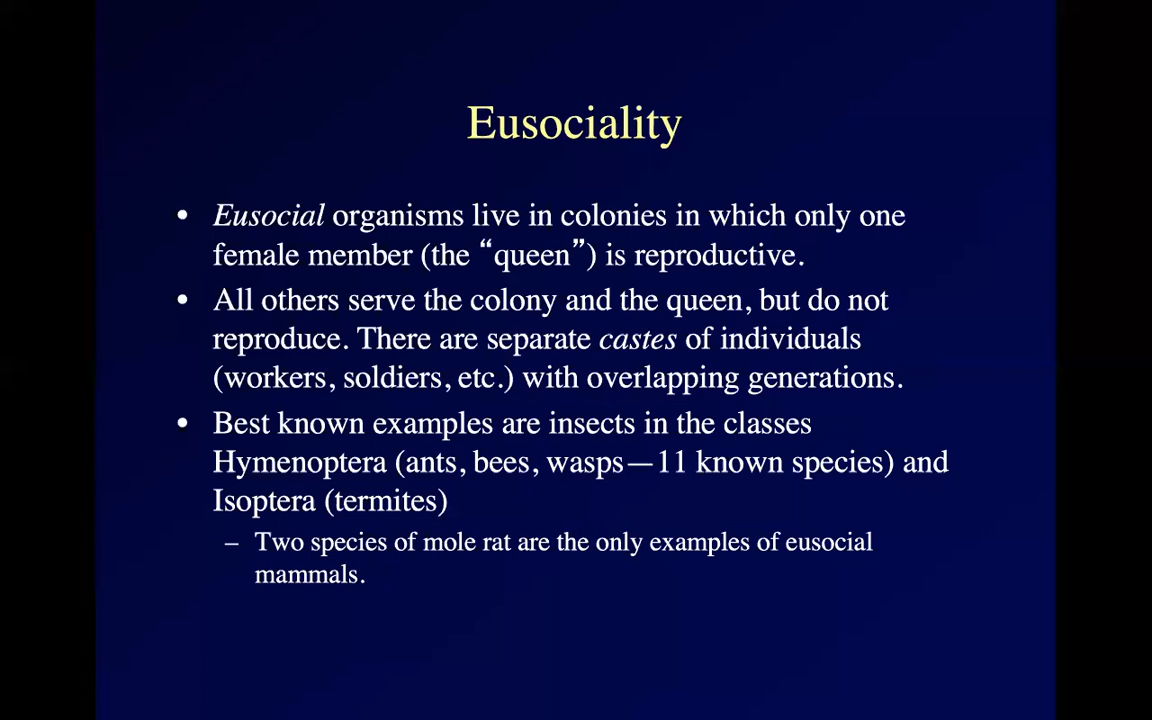 Eusociality
• Eusocial organisms live in colonies in which only one
female member (the “queen”) is reproductive.
• All others serve the colony and the queen, but do not
reproduce. There are separate castes of individuals
(workers, soldiers, etc.) with overlapping generations.
• Best known examples are insects in the classes
Hymenoptera (ants, bees, wasps—11 known species) and
Isoptera (termites)
– Two species of mole rat are the only examples of eusocial
mammals.